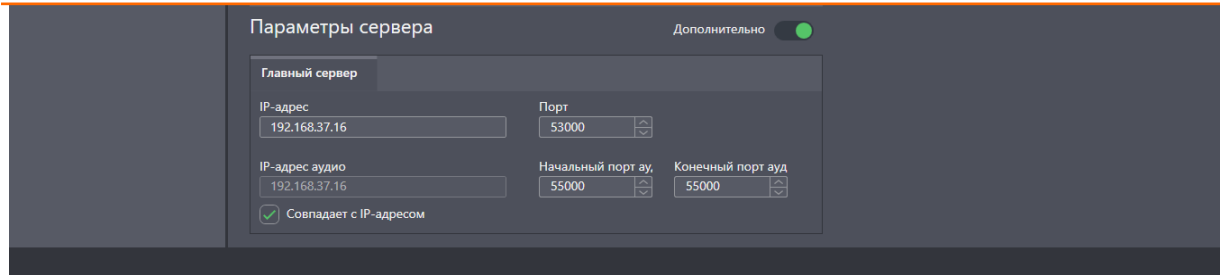 Параметры сервера Дополнительно
Главный сервер
IP-адрес Порт
192.168.37.16 53000
IP-адрес аудио Начальный порт ау, Конечный порт ауд
192.168.37.16 55000 55000
Совпадает с IP-адресом